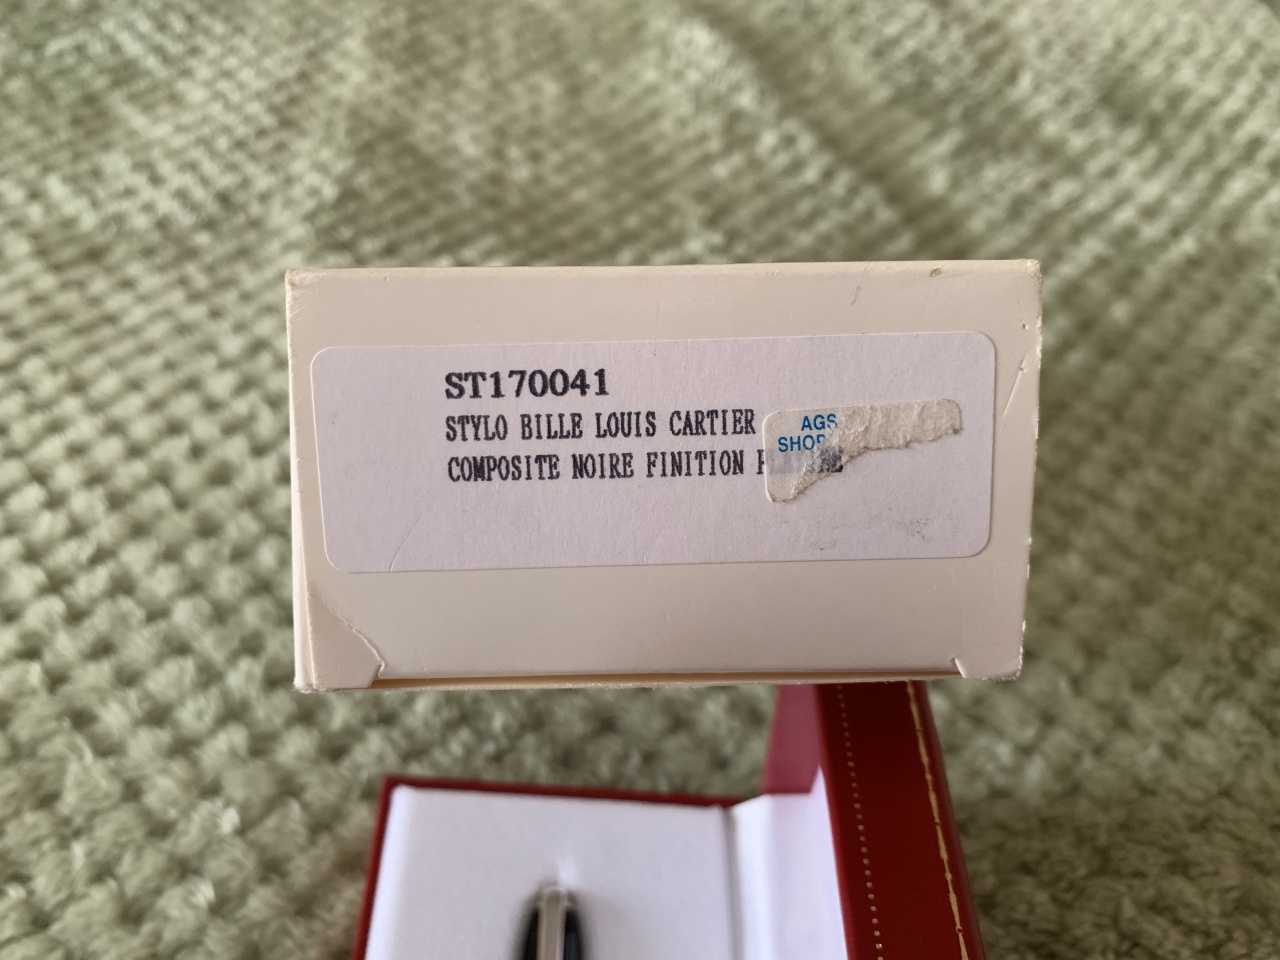 ST170041
STYLO BILLE LOUIS CARTIER
COMPOSITE NOIRE FINITION
AGS